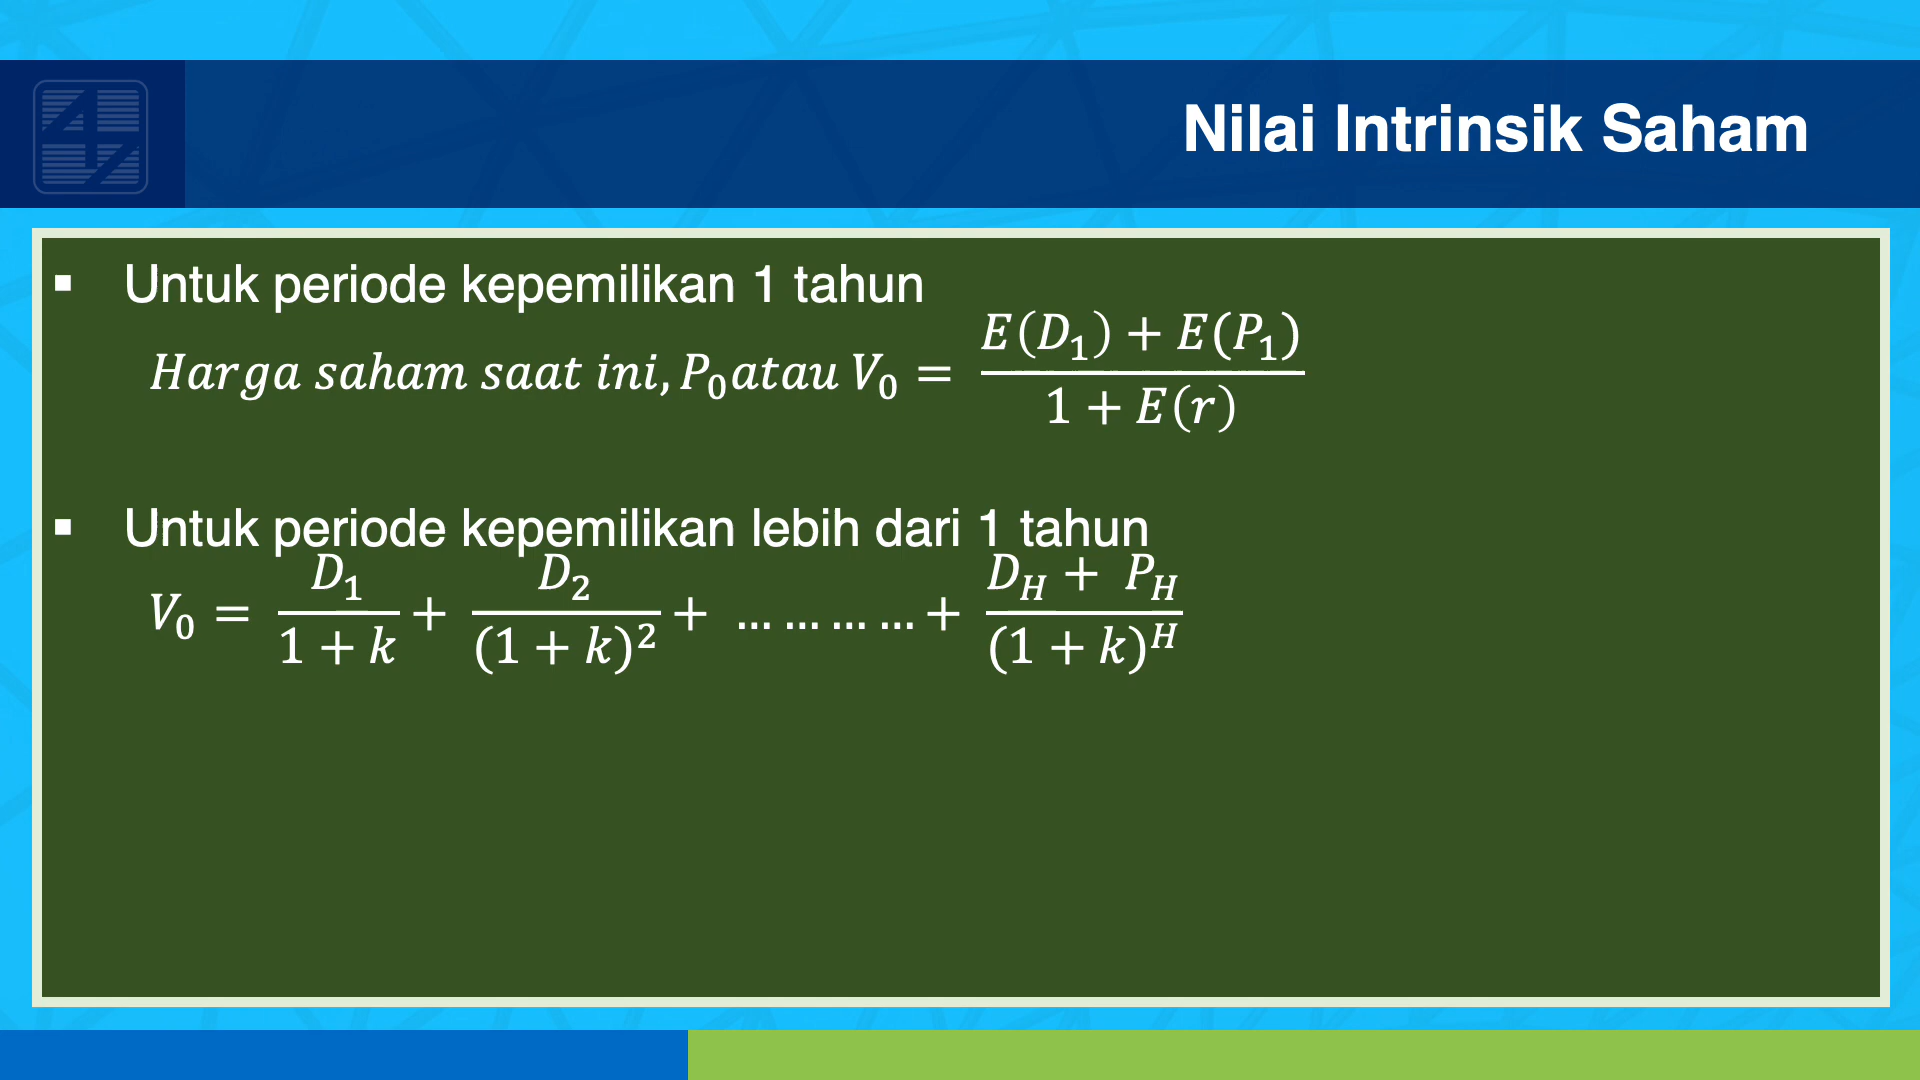 Nilai Intrinsik Saham
▪ Untuk periode kepemilikan 1 tahun
Harga saham saat ini, P₀atau V₀ = (E(D₁) + E(P₁)) / (1 + E(r))
▪ Untuk periode kepemilikan lebih dari 1 tahun
V₀ = D₁ / (1 + k) + D₂ / (1 + k)² + … … … … + (D_H + P_H) / (1 + k)^H